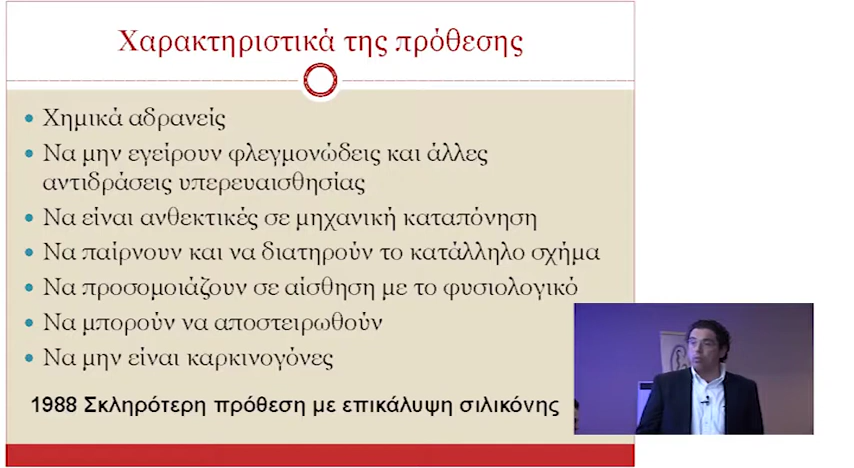 Χαρακτηριστικά της πρόθεσης
Χημικά αδρανείς
Να μην εγείρουν φλεγμονώδεις και άλλες
αντιδράσεις υπερευαισθησίας
Να είναι ανθεκτικές σε μηχανική καταπόνηση
Να παίρνουν και να διατηρούν το κατάλληλο σχήμα
Να προσομοιάζουν σε αίσθηση με το φυσιολογικό
Να μπορούν να αποστειρωθούν
Να μην είναι καρκινογόνες
1988 Σκληρότερη πρόθεση με επικάλυψη σιλικόνης